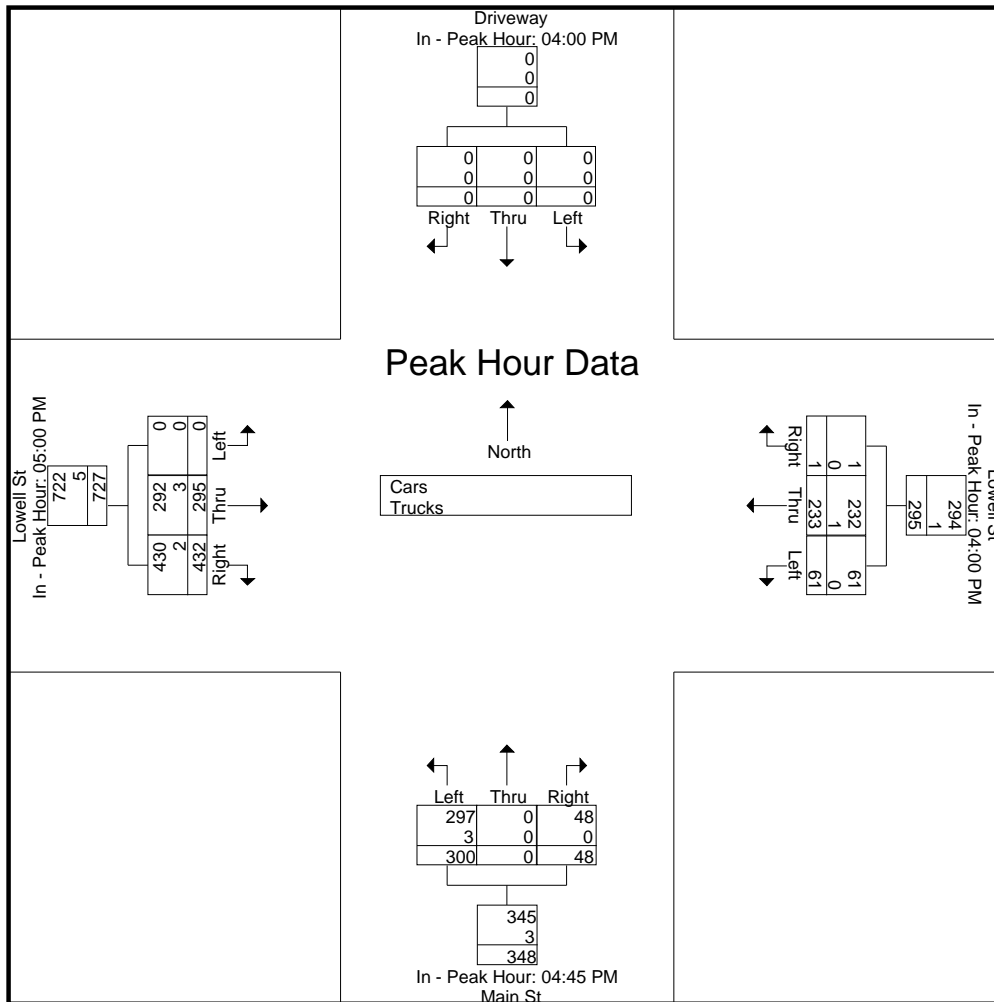 Driveway
In - Peak Hour: 04:00 PM
0
0
0
0 0 0
0 0 0
0 0 0
Right Thru Left
Peak Hour Data
North
Cars
Trucks
Lowell St
In - Peak Hour: 05:00 PM
722
5
727
0 0 0
Left
292 3 295
Thru
430 2 432
Right
Right
1 0 1
Thru
233 1 232
Left
61 0 61
295
1
294
Lowell St
In - Peak Hour: 04:00 PM
Left Thru Right
297 0 48
3 0 0
300 0 48
345
3
348
In - Peak Hour: 04:45 PM
Main St